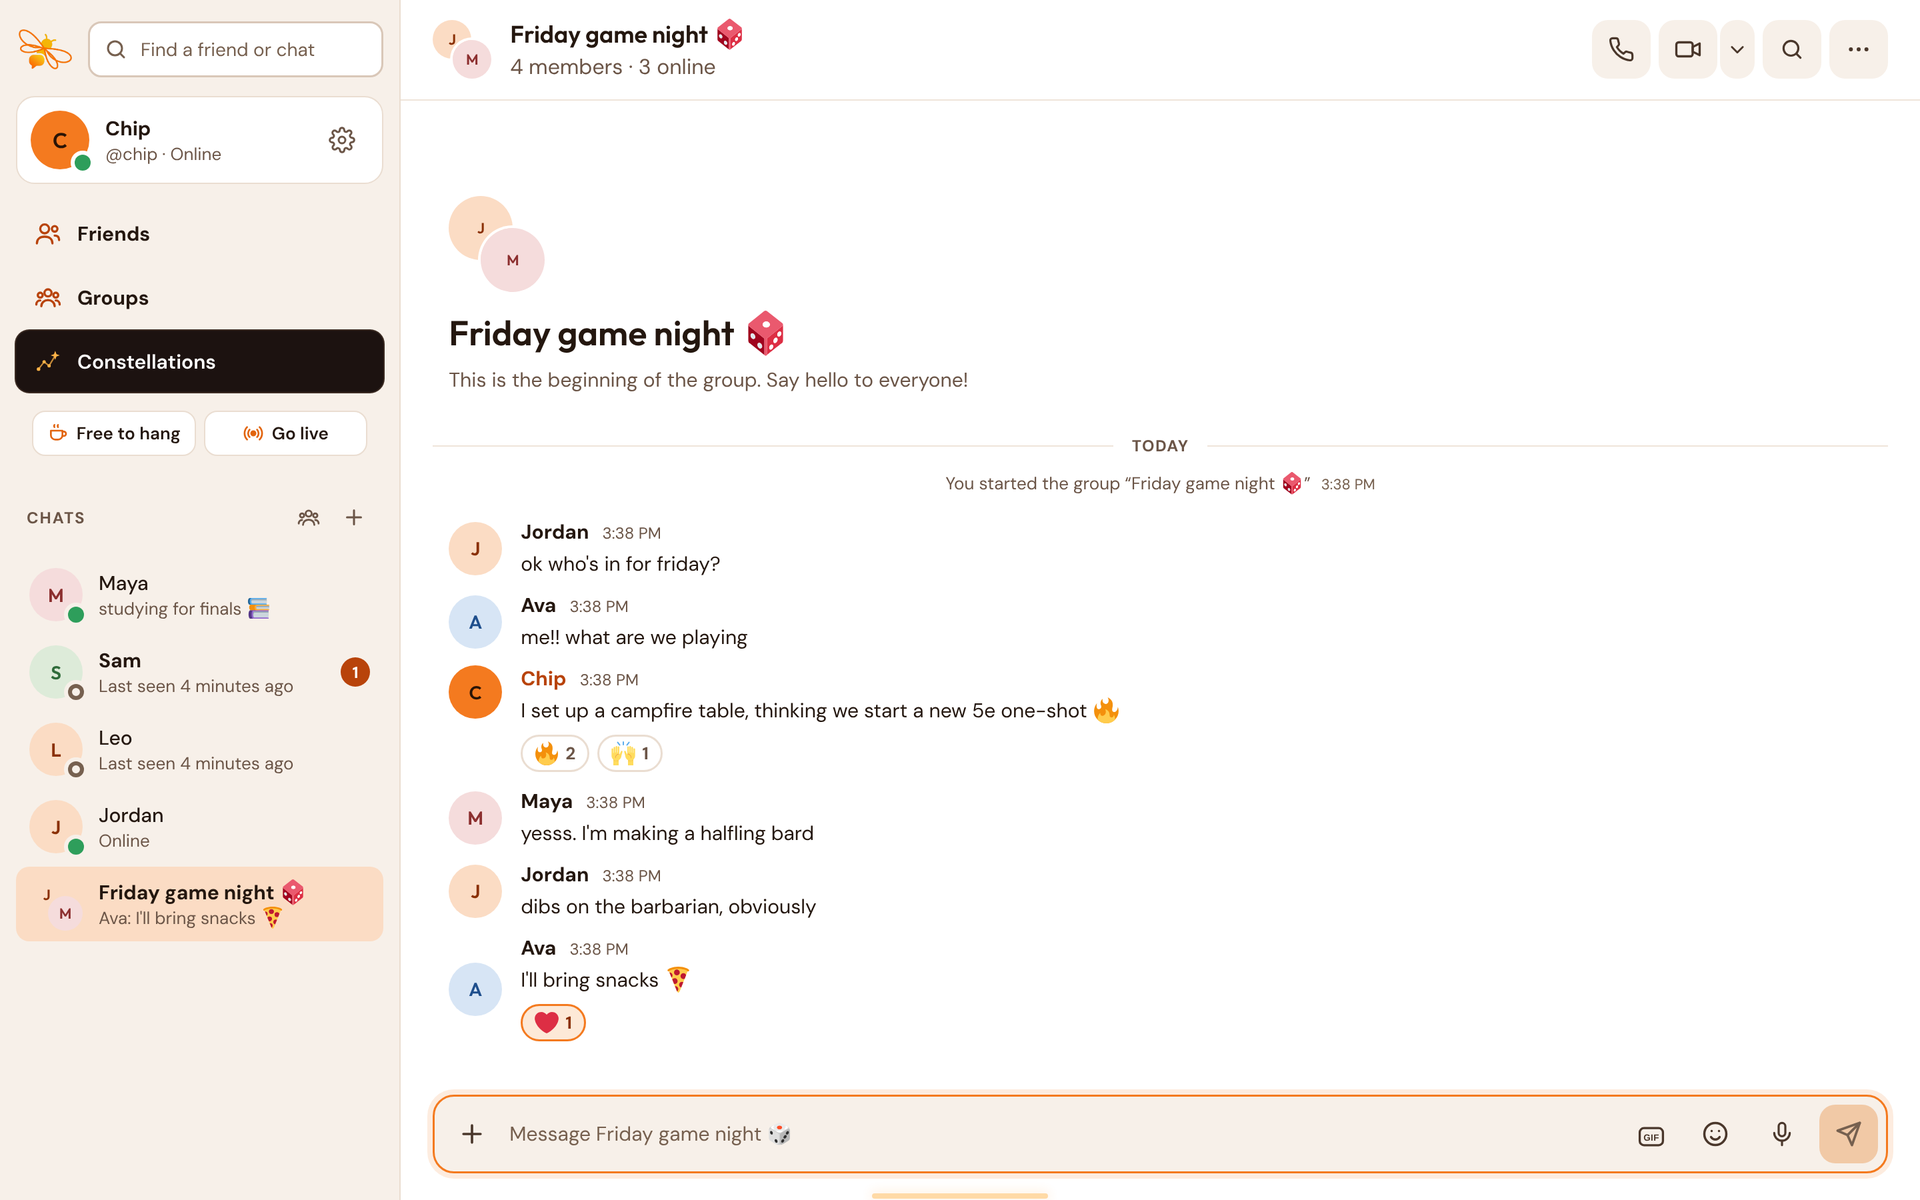 Find a friend or chat
C
Chip
@chip · Online
Friends
Groups
Constellations
Free to hang
Go live
CHATS
M
Maya
studying for finals 📚
S
Sam
Last seen 4 minutes ago
1
L
Leo
Last seen 4 minutes ago
J
Jordan
Online
J
M
Friday game night 🎲
Ava: I'll bring snacks 🍕
J
M
Friday game night 🎲
4 members · 3 online
J
M
Friday game night 🎲
This is the beginning of the group. Say hello to everyone!
TODAY
You started the group “Friday game night 🎲” 3:38 PM
J
Jordan 3:38 PM
ok who's in for friday?
A
Ava 3:38 PM
me!! what are we playing
C
Chip 3:38 PM
I set up a campfire table, thinking we start a new 5e one-shot 🔥
🔥 2 🙌 1
M
Maya 3:38 PM
yesss. I'm making a halfling bard
J
Jordan 3:38 PM
dibs on the barbarian, obviously
A
Ava 3:38 PM
I'll bring snacks 🍕
❤️ 1
Message Friday game night 🎲
GIF